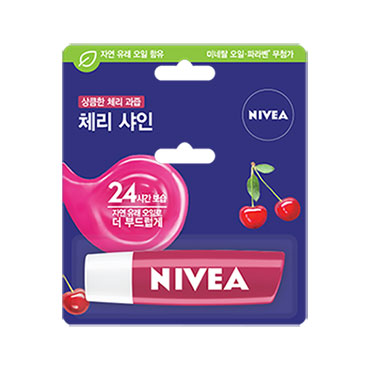 자연 유래 오일 함유
미네랄 오일·파라벤* 무첨가
상큼한 체리 과즙
체리 샤인
NIVEA
24시간 보습
자연 유래 오일로
더 부드럽게
NIVEA